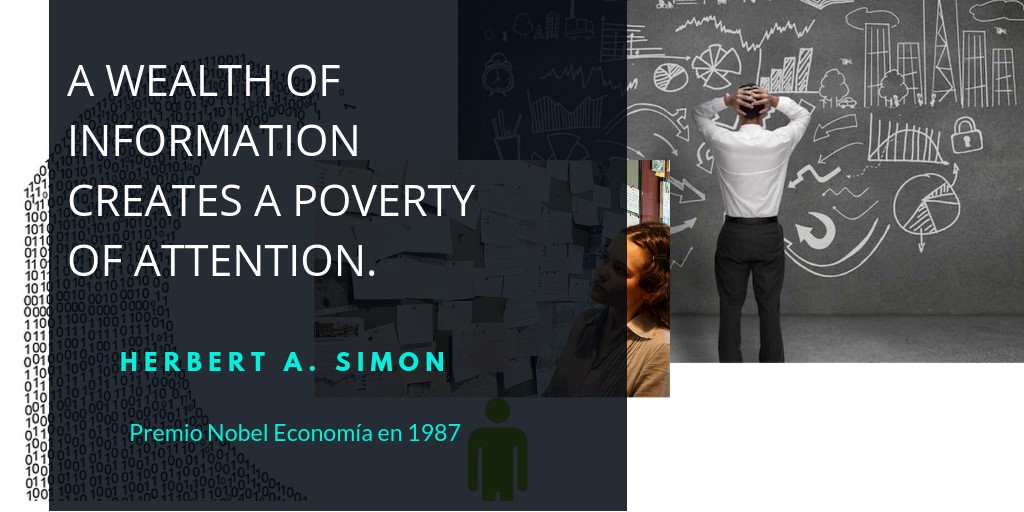 A WEALTH OF
INFORMATION
CREATES A POVERTY
OF ATTENTION.
HERBERT A. SIMON
Premio Nobel Economía en 1987